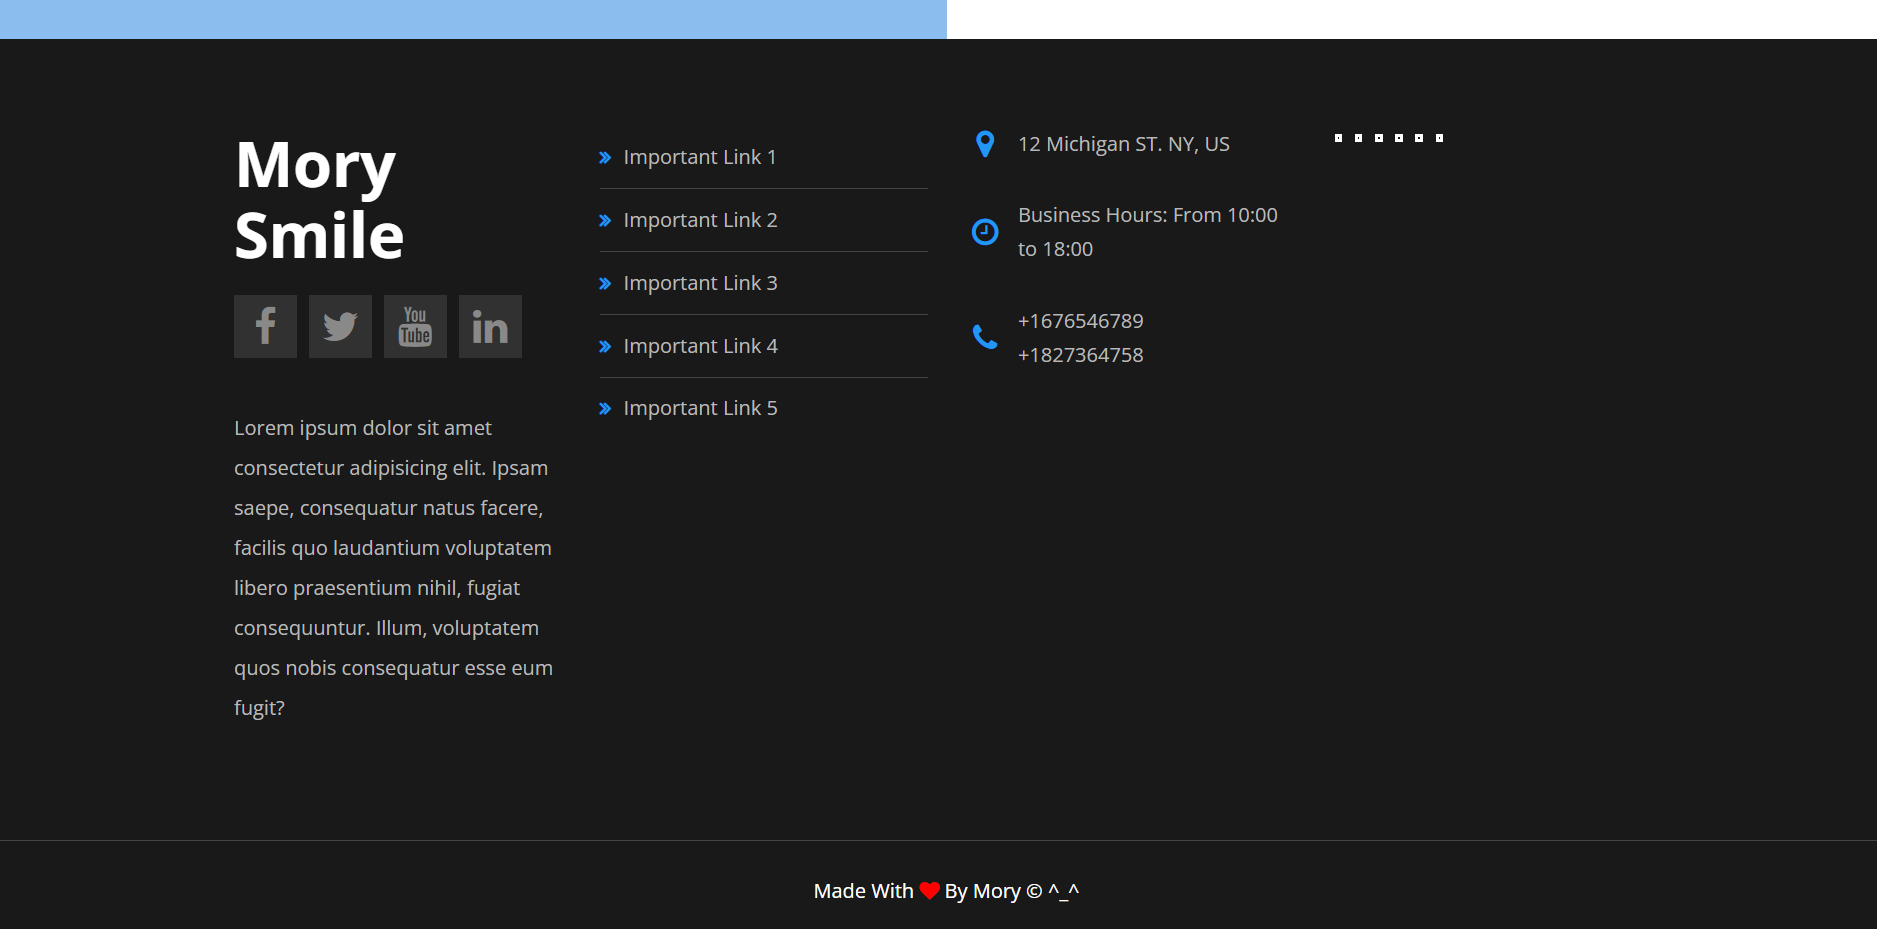 Mory
Smile
You
Tube
Lorem ipsum dolor sit amet
consectetur adipisicing elit. Ipsam
saepe, consequatur natus facere,
facilis quo laudantium voluptatem
libero praesentium nihil, fugiat
consequuntur. Illum, voluptatem
quos nobis consequatur esse eum
fugit?
Important Link 1
Important Link 2
Important Link 3
Important Link 4
Important Link 5
12 Michigan ST. NY, US
Business Hours: From 10:00
to 18:00
+1676546789
+1827364758
Made With ❤ By Mory © ^_^